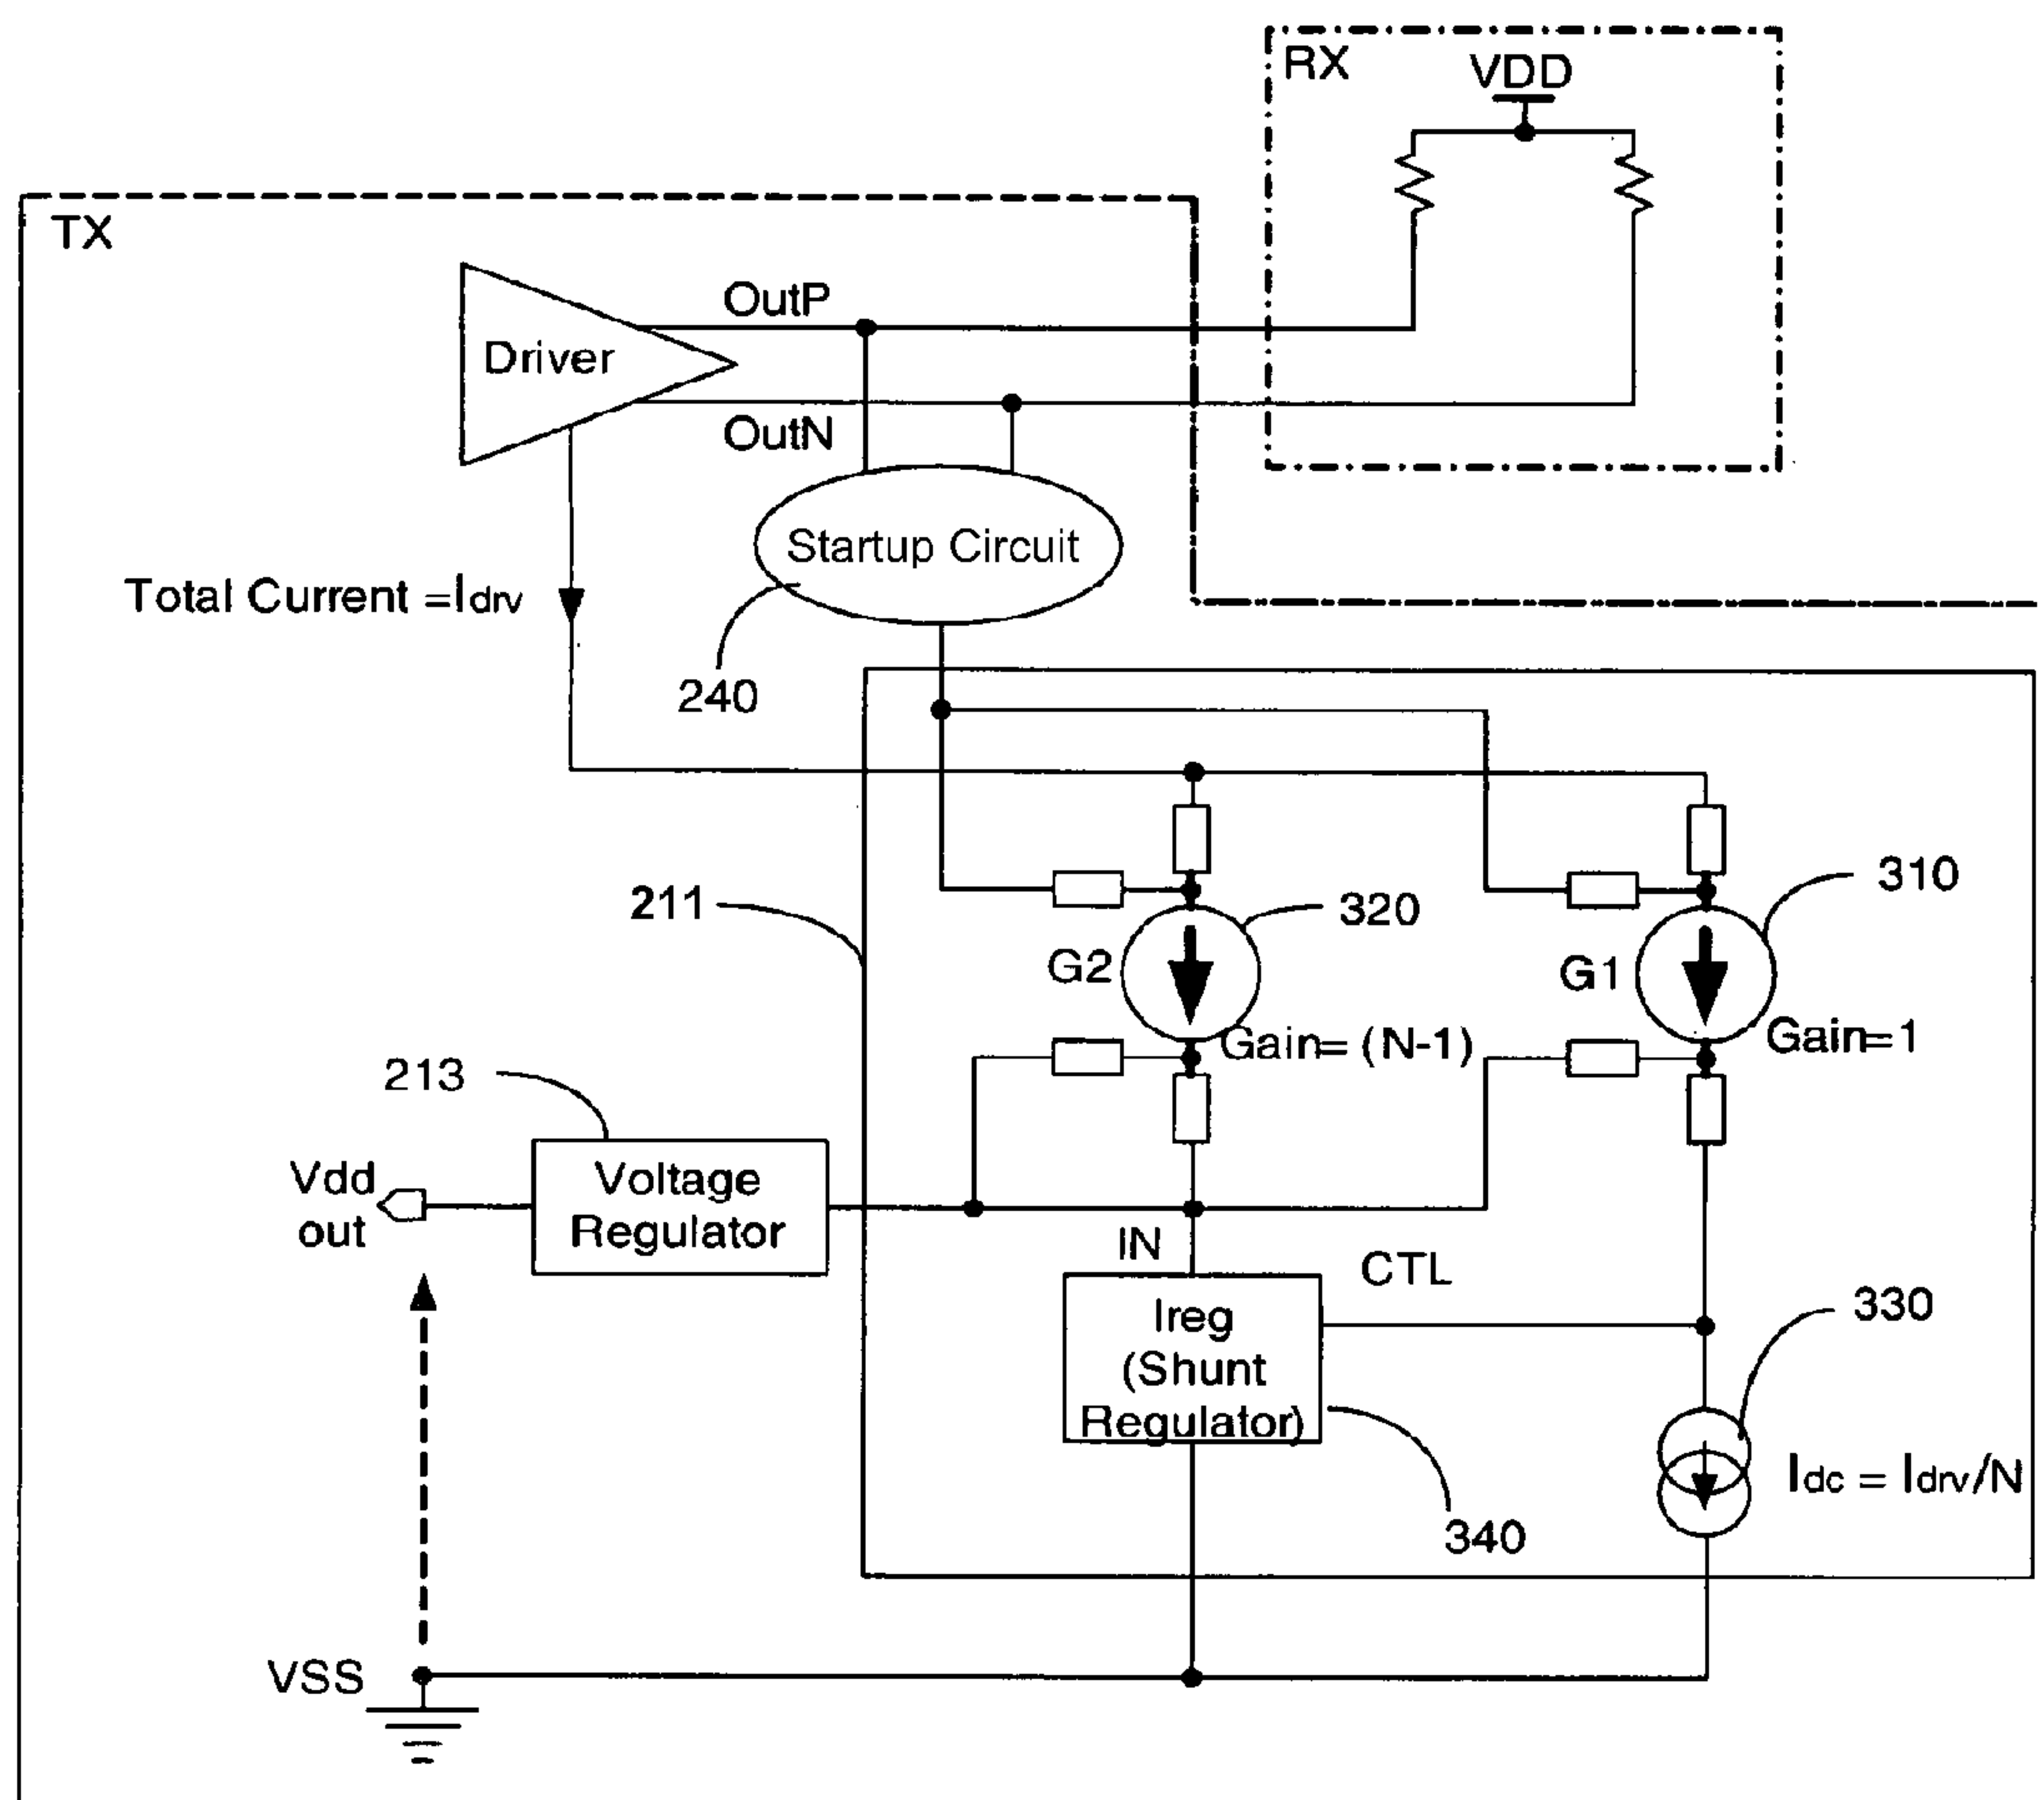 RX
VDD
TX
OutP
Driver
OutN
Startup Circuit
Total Current =Idrv
240
310
211
320
G2
G1
Gain= (N-1)
Gain=1
213
Vdd
out
Voltage
Regulator
IN
CTL
Ireg
(Shunt
Regulator)
330
Idc = Idrv/N
340
VSS